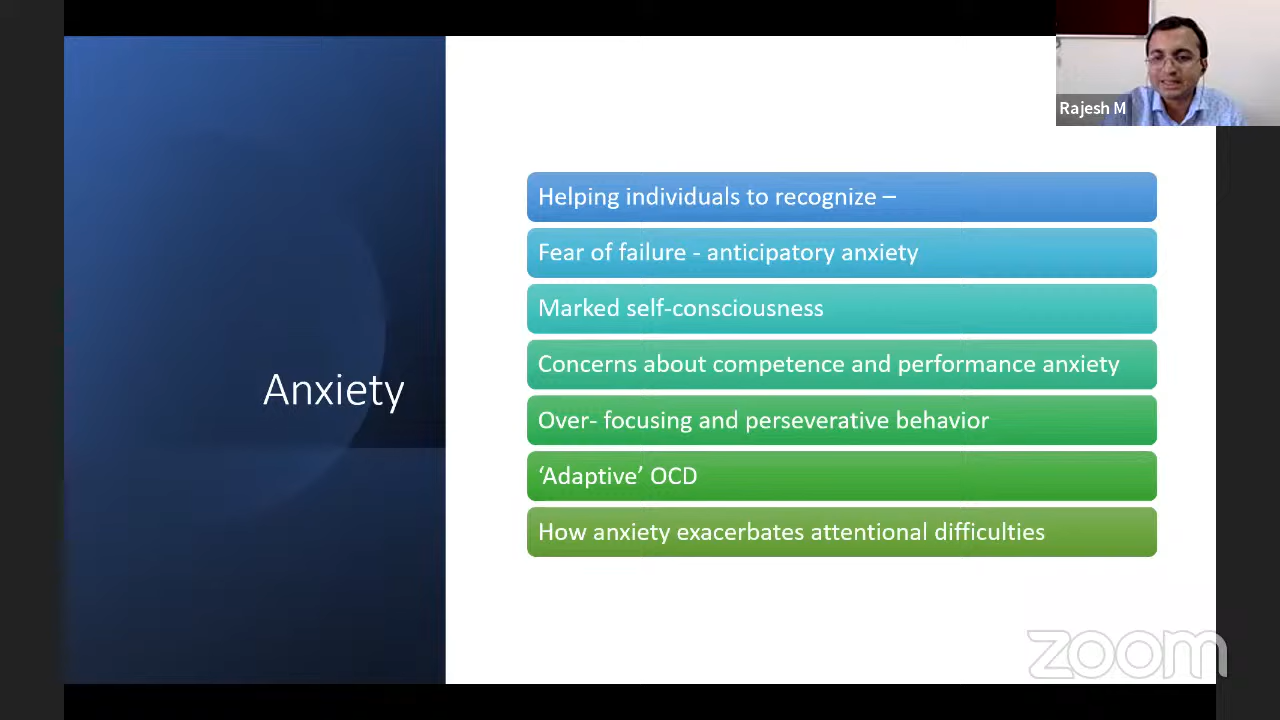 Rajesh M
Anxiety
Helping individuals to recognize –
Fear of failure - anticipatory anxiety
Marked self-consciousness
Concerns about competence and performance anxiety
Over- focusing and perseverative behavior
‘Adaptive’ OCD
How anxiety exacerbates attentional difficulties
zoom